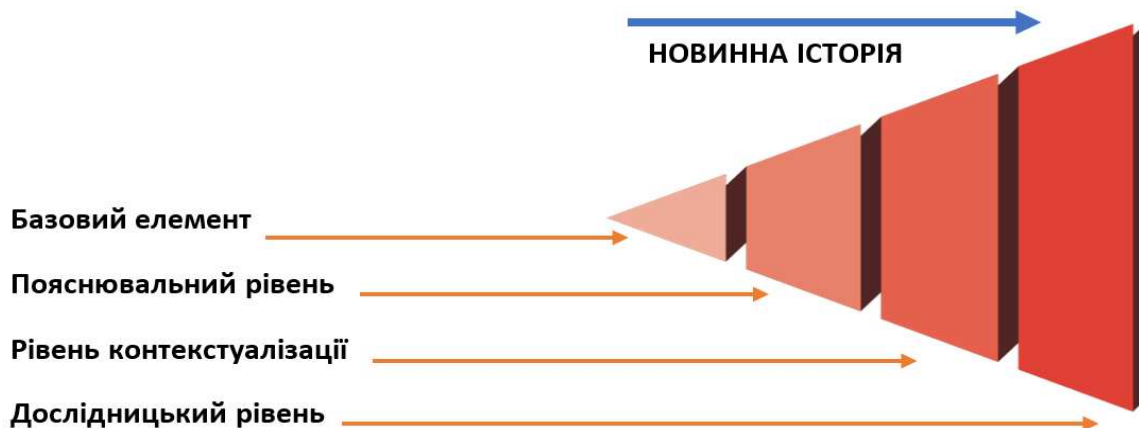 НОВИННА ІСТОРІЯ
Базовий елемент
Пояснювальний рівень
Рівень контекстуалізації
Дослідницький рівень